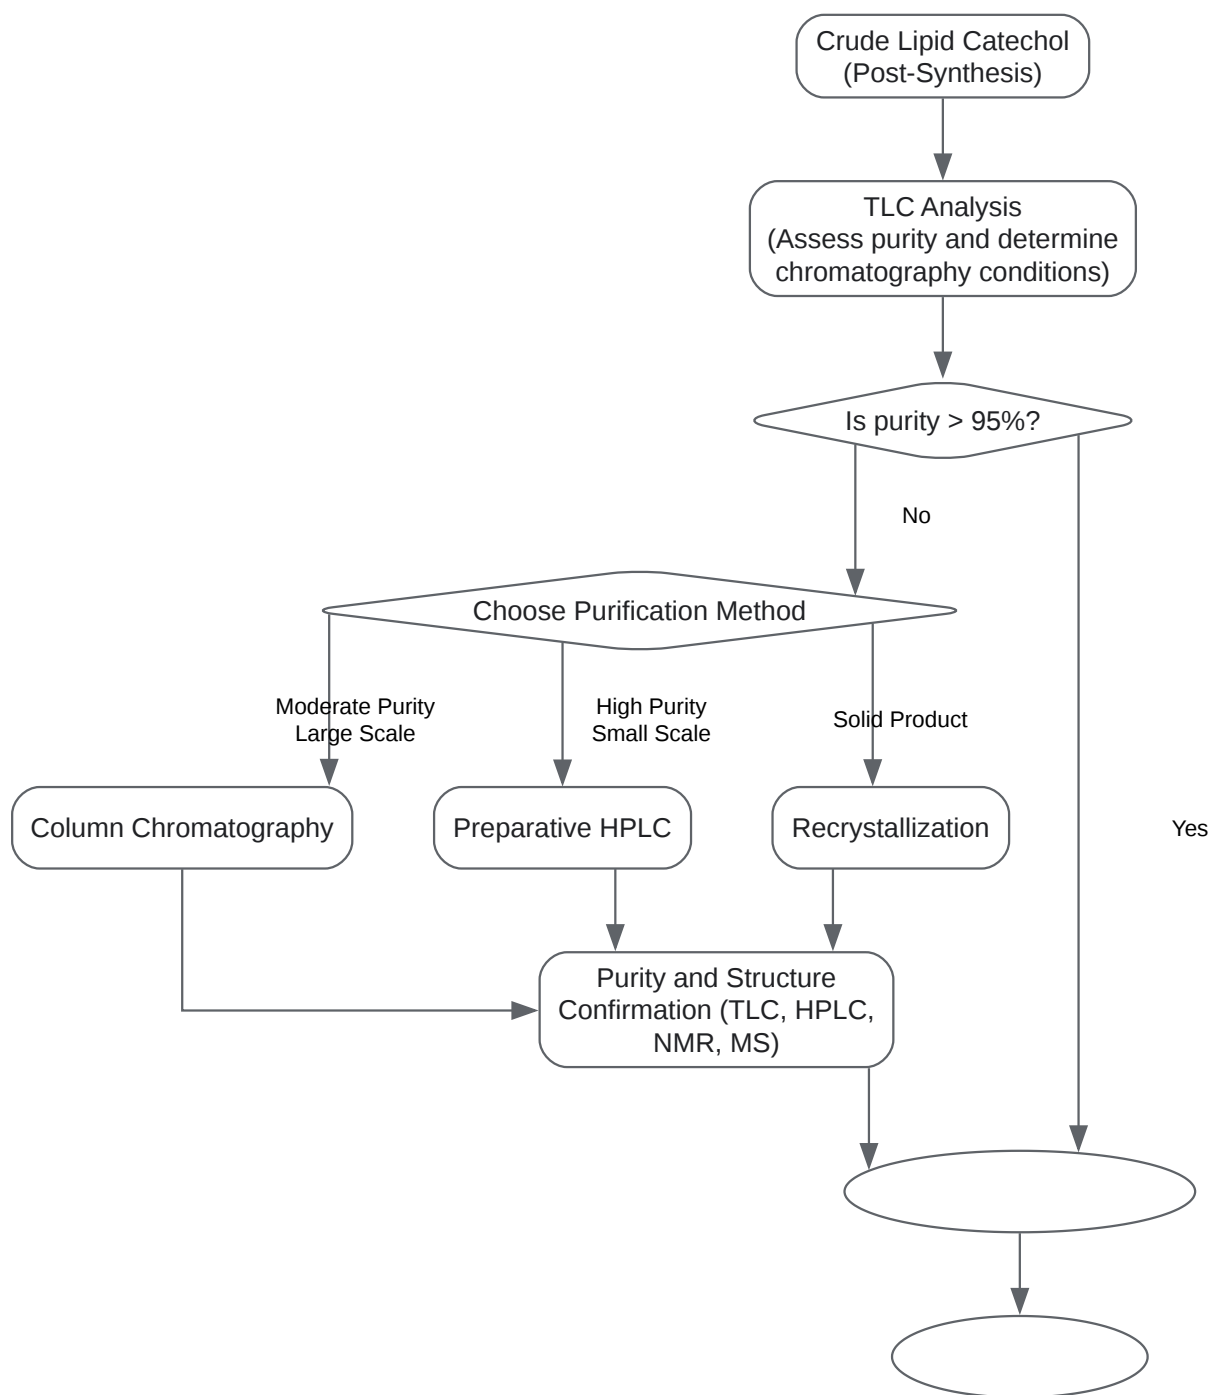 Crude Lipid Catechol
(Post-Synthesis)
TLC Analysis
(Assess purity and determine
chromatography conditions)
Is purity > 95%?
No
Choose Purification Method
Moderate Purity
Large Scale
High Purity
Small Scale
Solid Product
Column Chromatography
Preparative HPLC
Recrystallization
Yes
Purity and Structure
Confirmation (TLC, HPLC,
NMR, MS)